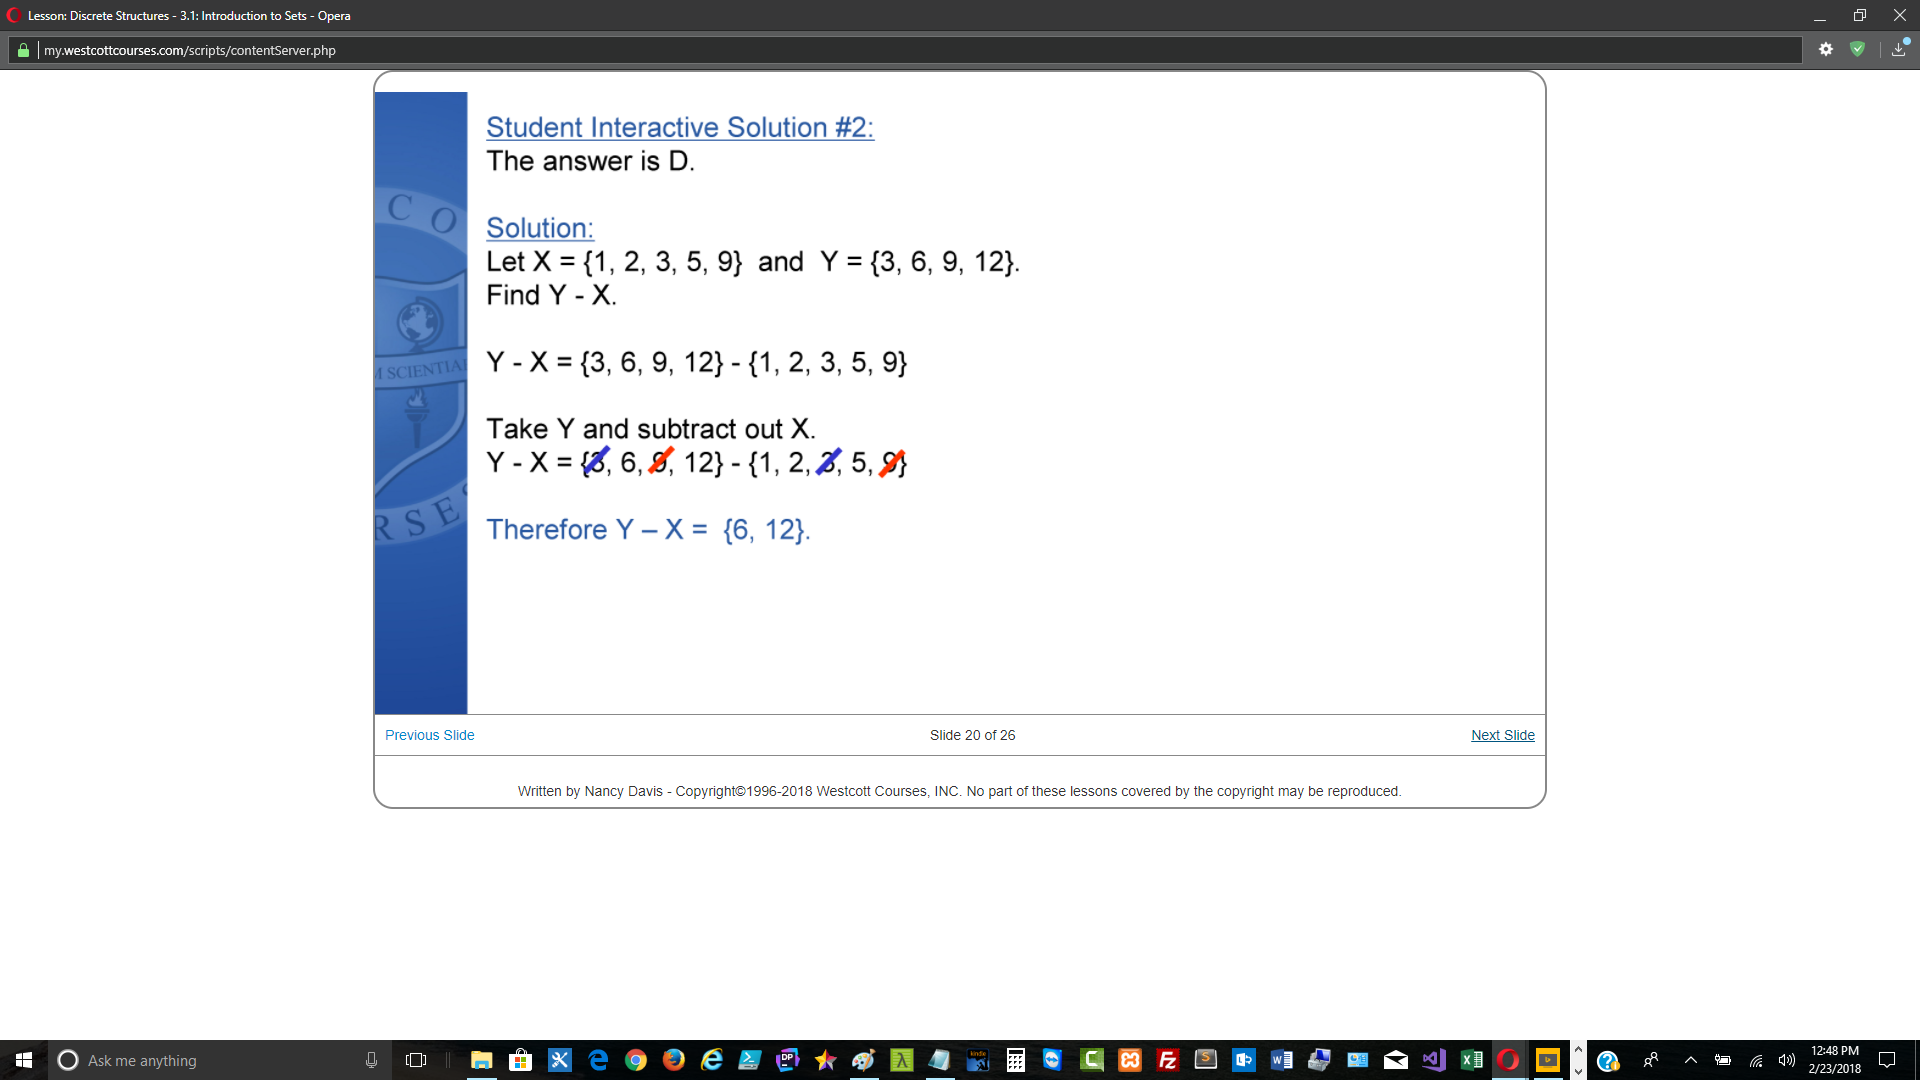 Lesson: Discrete Structures - 3.1: Introduction to Sets - Opera
my.westcottcourses.com/scripts/contentServer.php
Student Interactive Solution #2:
The answer is D.
Solution:
Let X = {1, 2, 3, 5, 9} and Y = {3, 6, 9, 12}.
Find Y - X.
Y - X = {3, 6, 9, 12} - {1, 2, 3, 5, 9}
Take Y and subtract out X.
Y - X = {3, 6, 9, 12} - {1, 2, 3, 5, 9}
Therefore Y – X = {6, 12}.
C O
M SCIENTIA
R S E
Previous Slide
Slide 20 of 26
Next Slide
Written by Nancy Davis - Copyright©1996-2018 Westcott Courses, INC. No part of these lessons covered by the copyright may be reproduced.
Ask me anything
DP
kindle
12:48 PM
2/23/2018